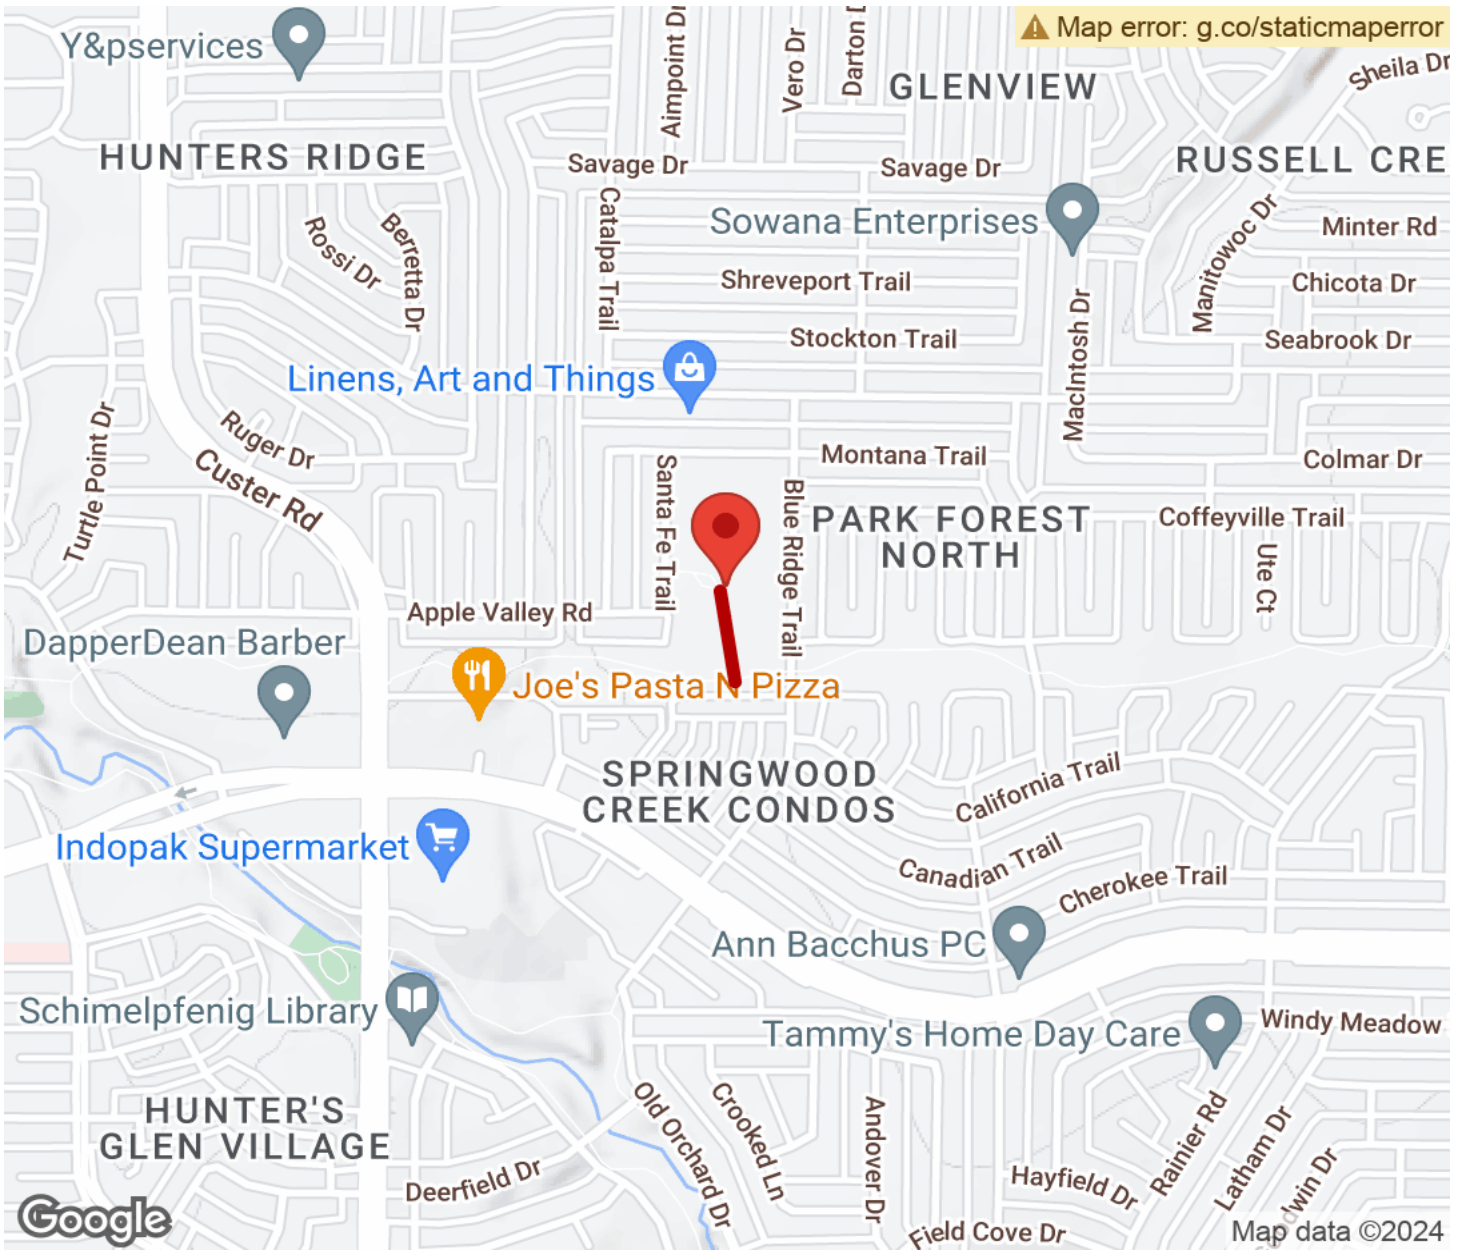 Map error: g.co/staticmaperror
Y&pservices
Aimpoint Dr
Vero Dr
Darton D
GLENVIEW
Sheila Dr
HUNTERS RIDGE
Savage Dr
Savage Dr
RUSSELL CRE
Catalpa Trail
Rossi Dr
Berretta Dr
Sowana Enterprises
Manitowoc Dr
Minter Rd
Shreveport Trail
Chicota Dr
Stockton Trail
MacIntosh Dr
Seabrook Dr
Linens, Art and Things
Turtle Point Dr
Ruger Dr
Custer Rd
Santa Fe Trail
Montana Trail
Colmar Dr
Blue Ridge Trail
PARK FOREST
NORTH
Coffeyville Trail
Ute Ct
Apple Valley Rd
DapperDean Barber
Joe's Pasta N Pizza
SPRINGWOOD
CREEK CONDOS
California Trail
Indopak Supermarket
Canadian Trail
Cherokee Trail
Ann Bacchus PC
Schimelpfenig Library
Tammy's Home Day Care
Windy Meadow
HUNTER'S
GLEN VILLAGE
Old Orchard Dr
Crooked Ln
Andover Dr
Rainier Rd
Latham Dr
Deerfield Dr
Hayfield Dr
dwin Dr
Field Cove Dr
Google
Map data ©2024